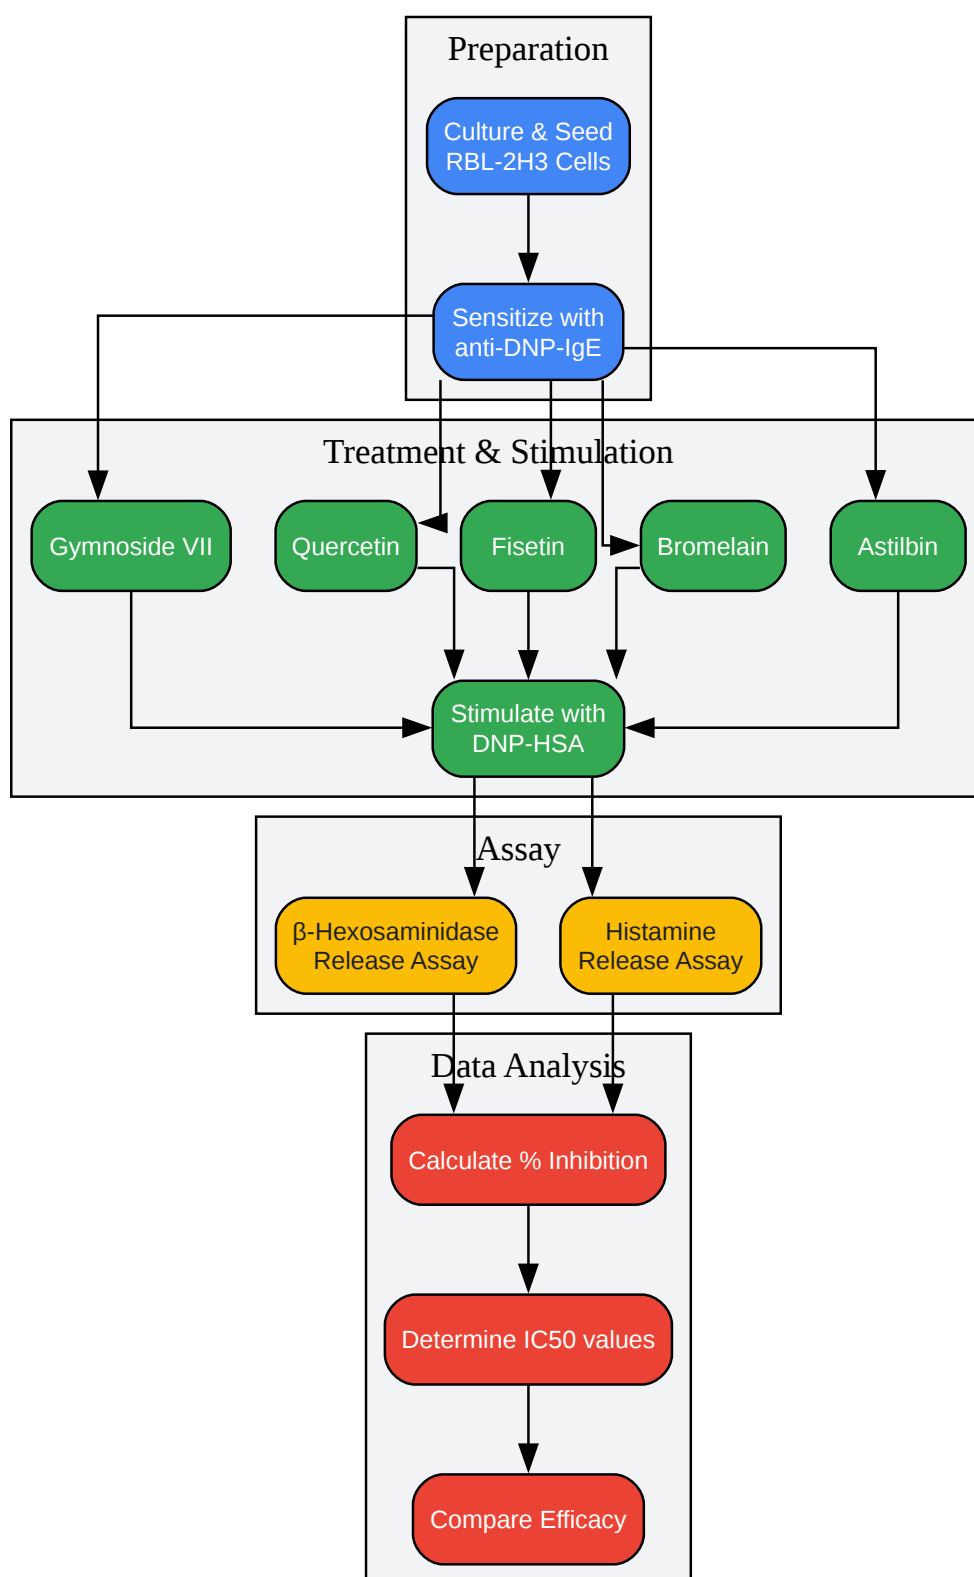 Preparation
Culture & Seed
RBL-2H3 Cells
Sensitize with
anti-DNP-IgE
Treatment & Stimulation
Gymnoside VII
Quercetin
Fisetin
Bromelain
Astilbin
Stimulate with
DNP-HSA
Assay
β-Hexosaminidase
Release Assay
Histamine
Release Assay
Data Analysis
Calculate % Inhibition
Determine IC50 values
Compare Efficacy